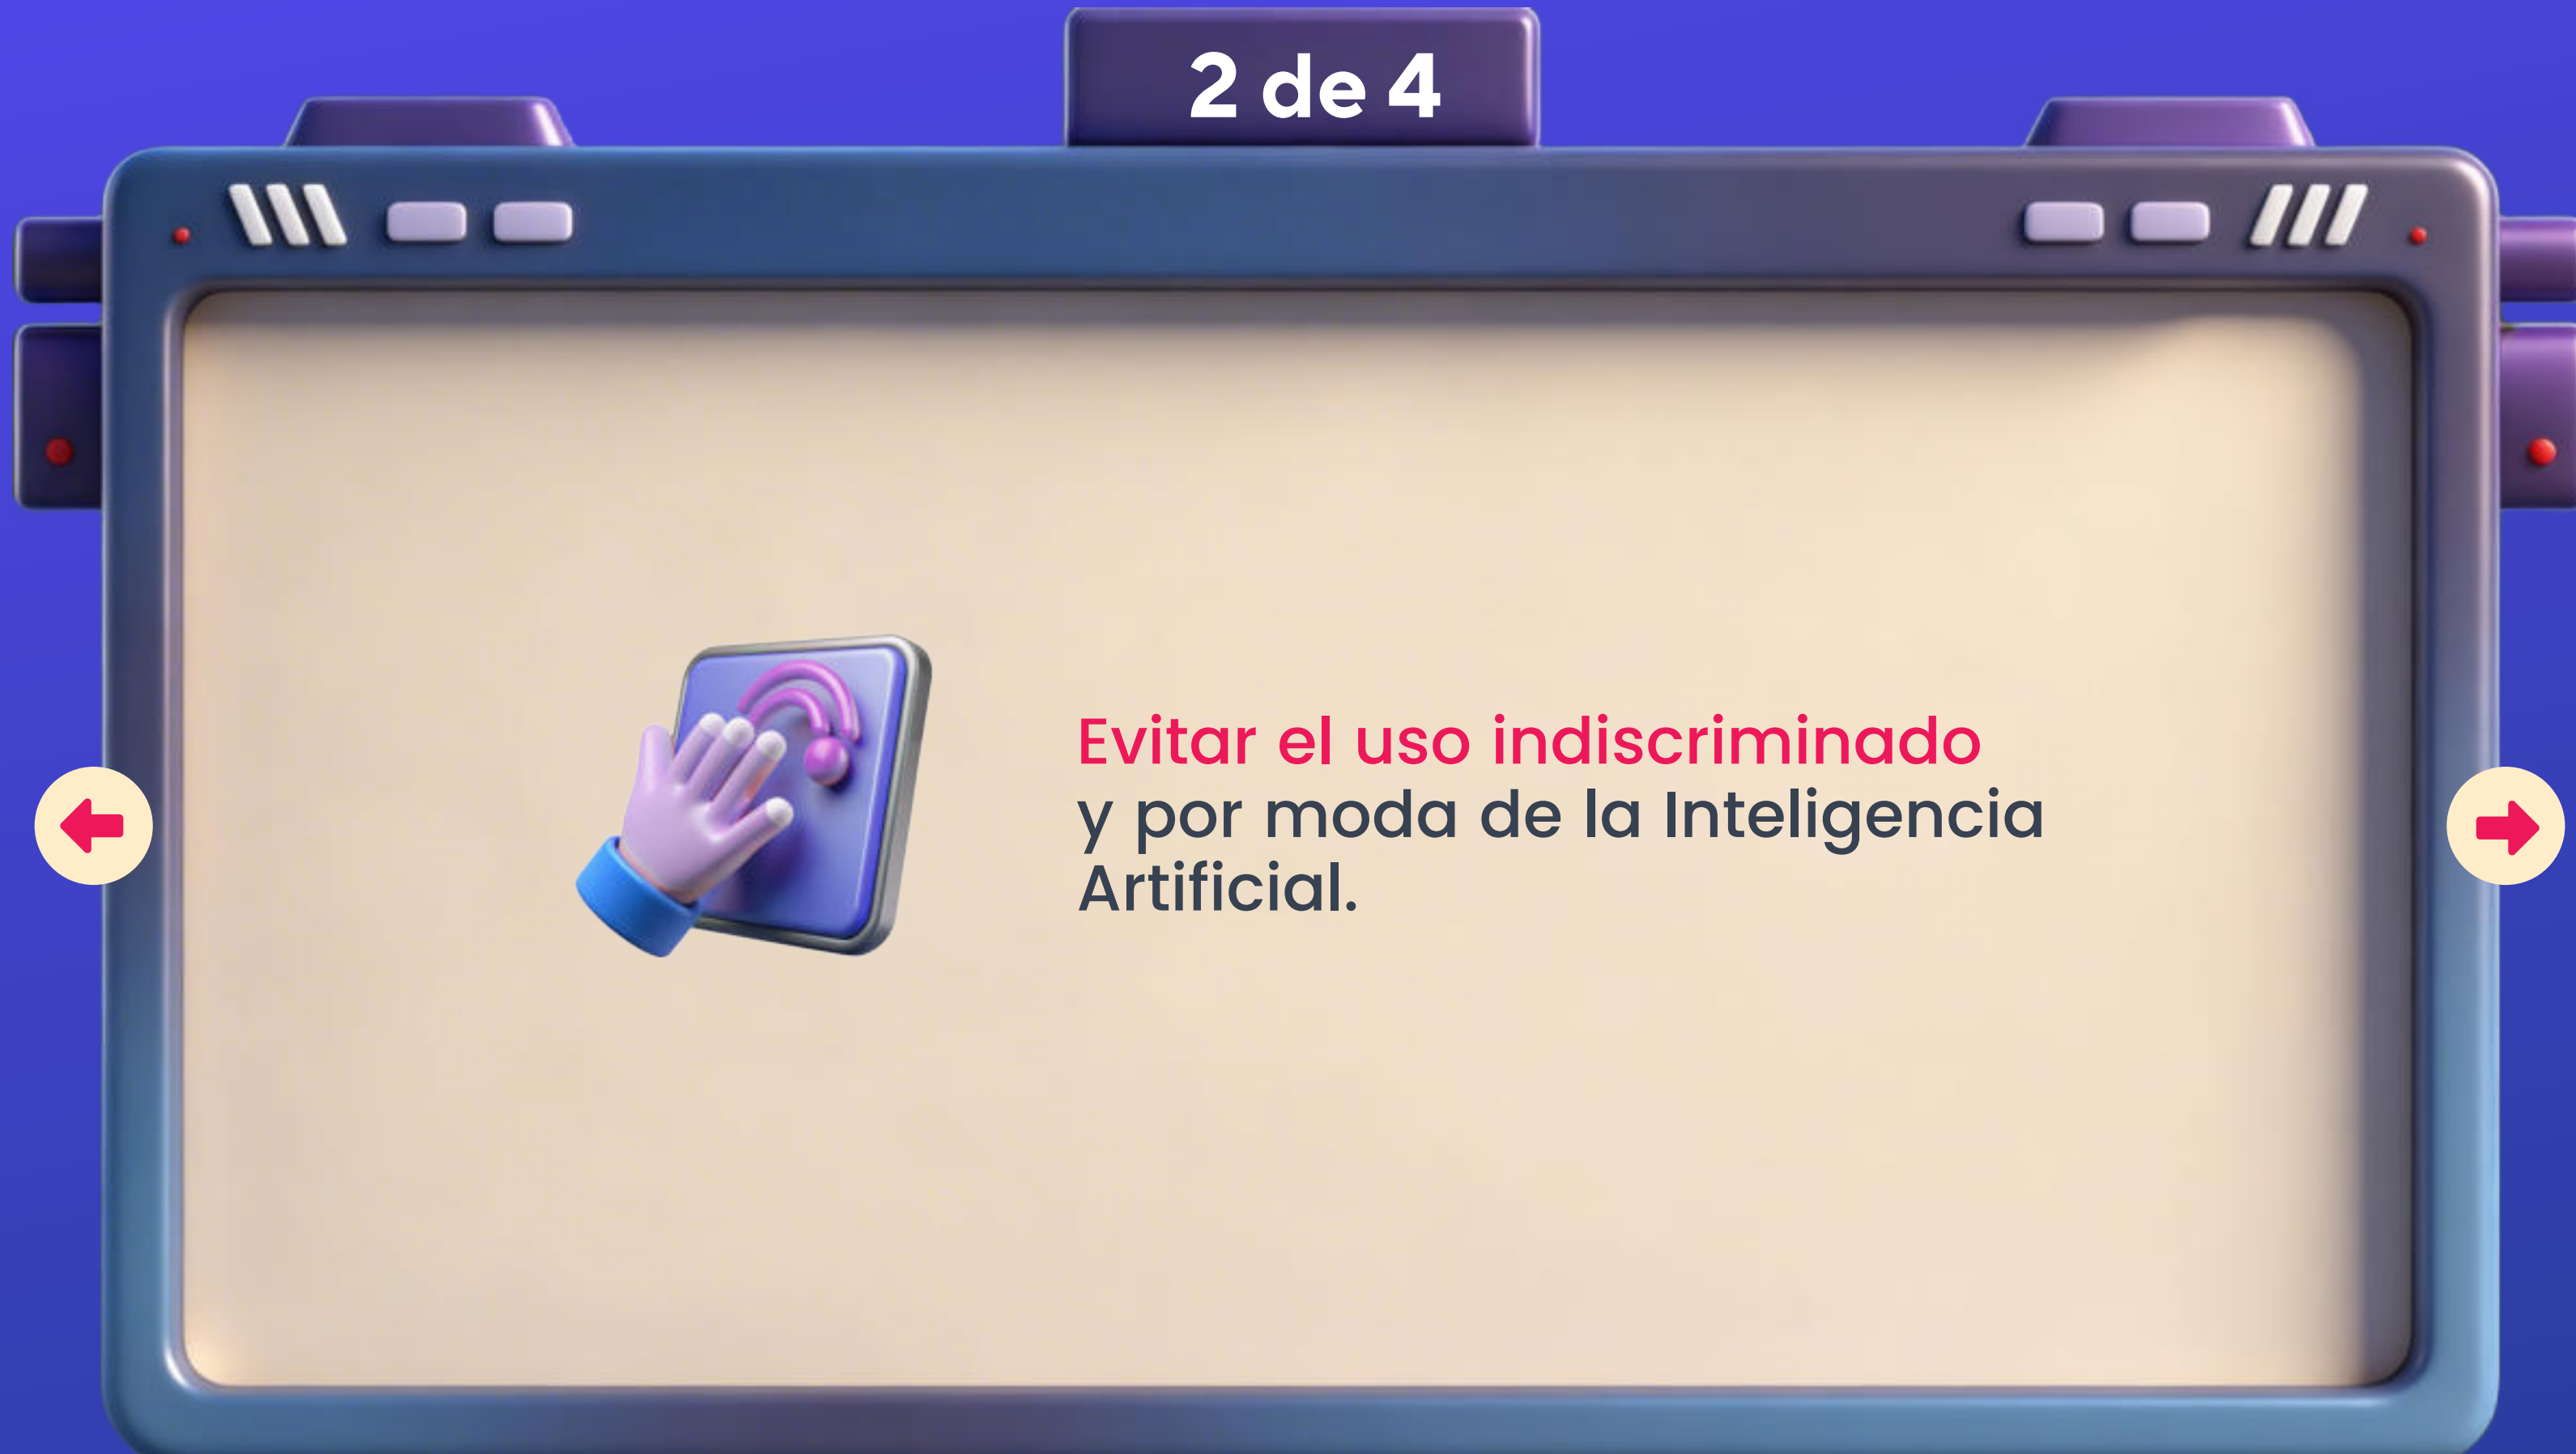 2 de 4
Evitar el uso indiscriminado
y por moda de la Inteligencia
Artificial.